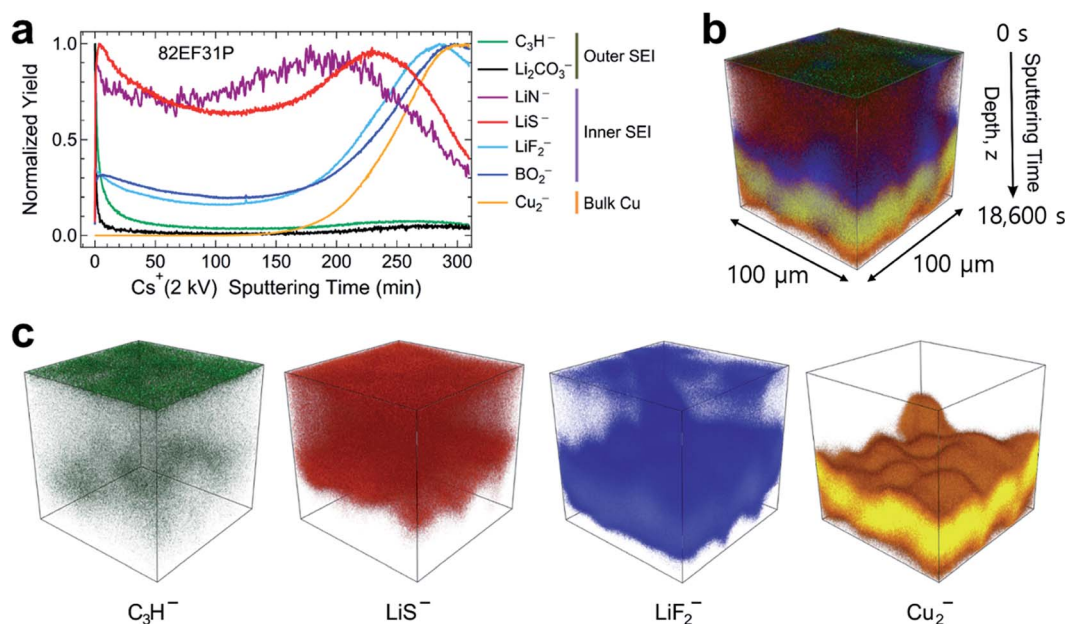 a
82EF31P
Normalized Yield
1.0
0.5
0.0
0 50 100 150 200 250 300
Cs⁺(2 kV) Sputtering Time (min)
C₃H⁻
Li₂CO₃⁻
LiN⁻
LiS⁻
LiF₂⁻
BO₂⁻
Cu₂⁻
Outer SEI
Inner SEI
Bulk Cu
b
0 s
Sputtering Time
Depth, z
18,600 s
100 μm
100 μm
c
C₃H⁻
LiS⁻
LiF₂⁻
Cu₂⁻